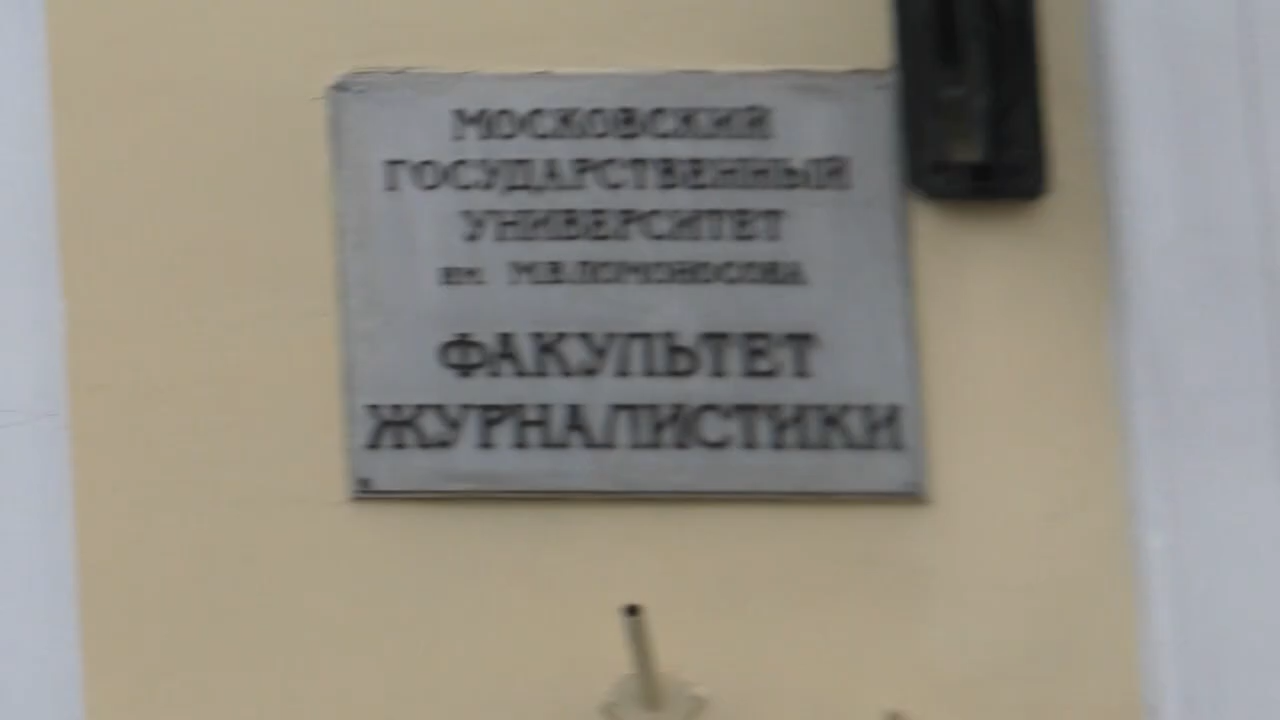 МОСКОВСКИЙ
ГОСУДАРСТВЕННЫЙ
УНИВЕРСИТЕТ
им М.В.ЛОМОНОСОВА
ФАКУЛЬТЕТ
ЖУРНАЛИСТИКИ